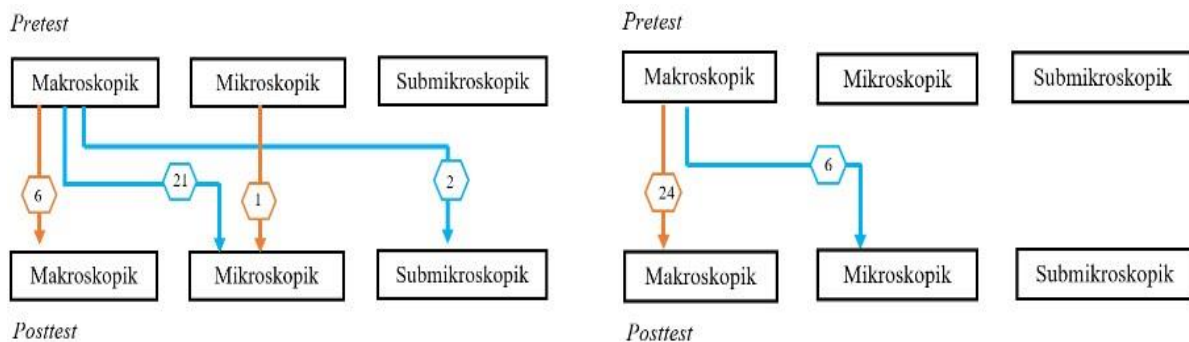 Pretest
Makroskopik
Mikroskopik
Submikroskopik
6
21
1
2
Makroskopik
Mikroskopik
Submikroskopik
Posttest
Pretest
Makroskopik
Mikroskopik
Submikroskopik
24
6
Makroskopik
Mikroskopik
Submikroskopik
Posttest